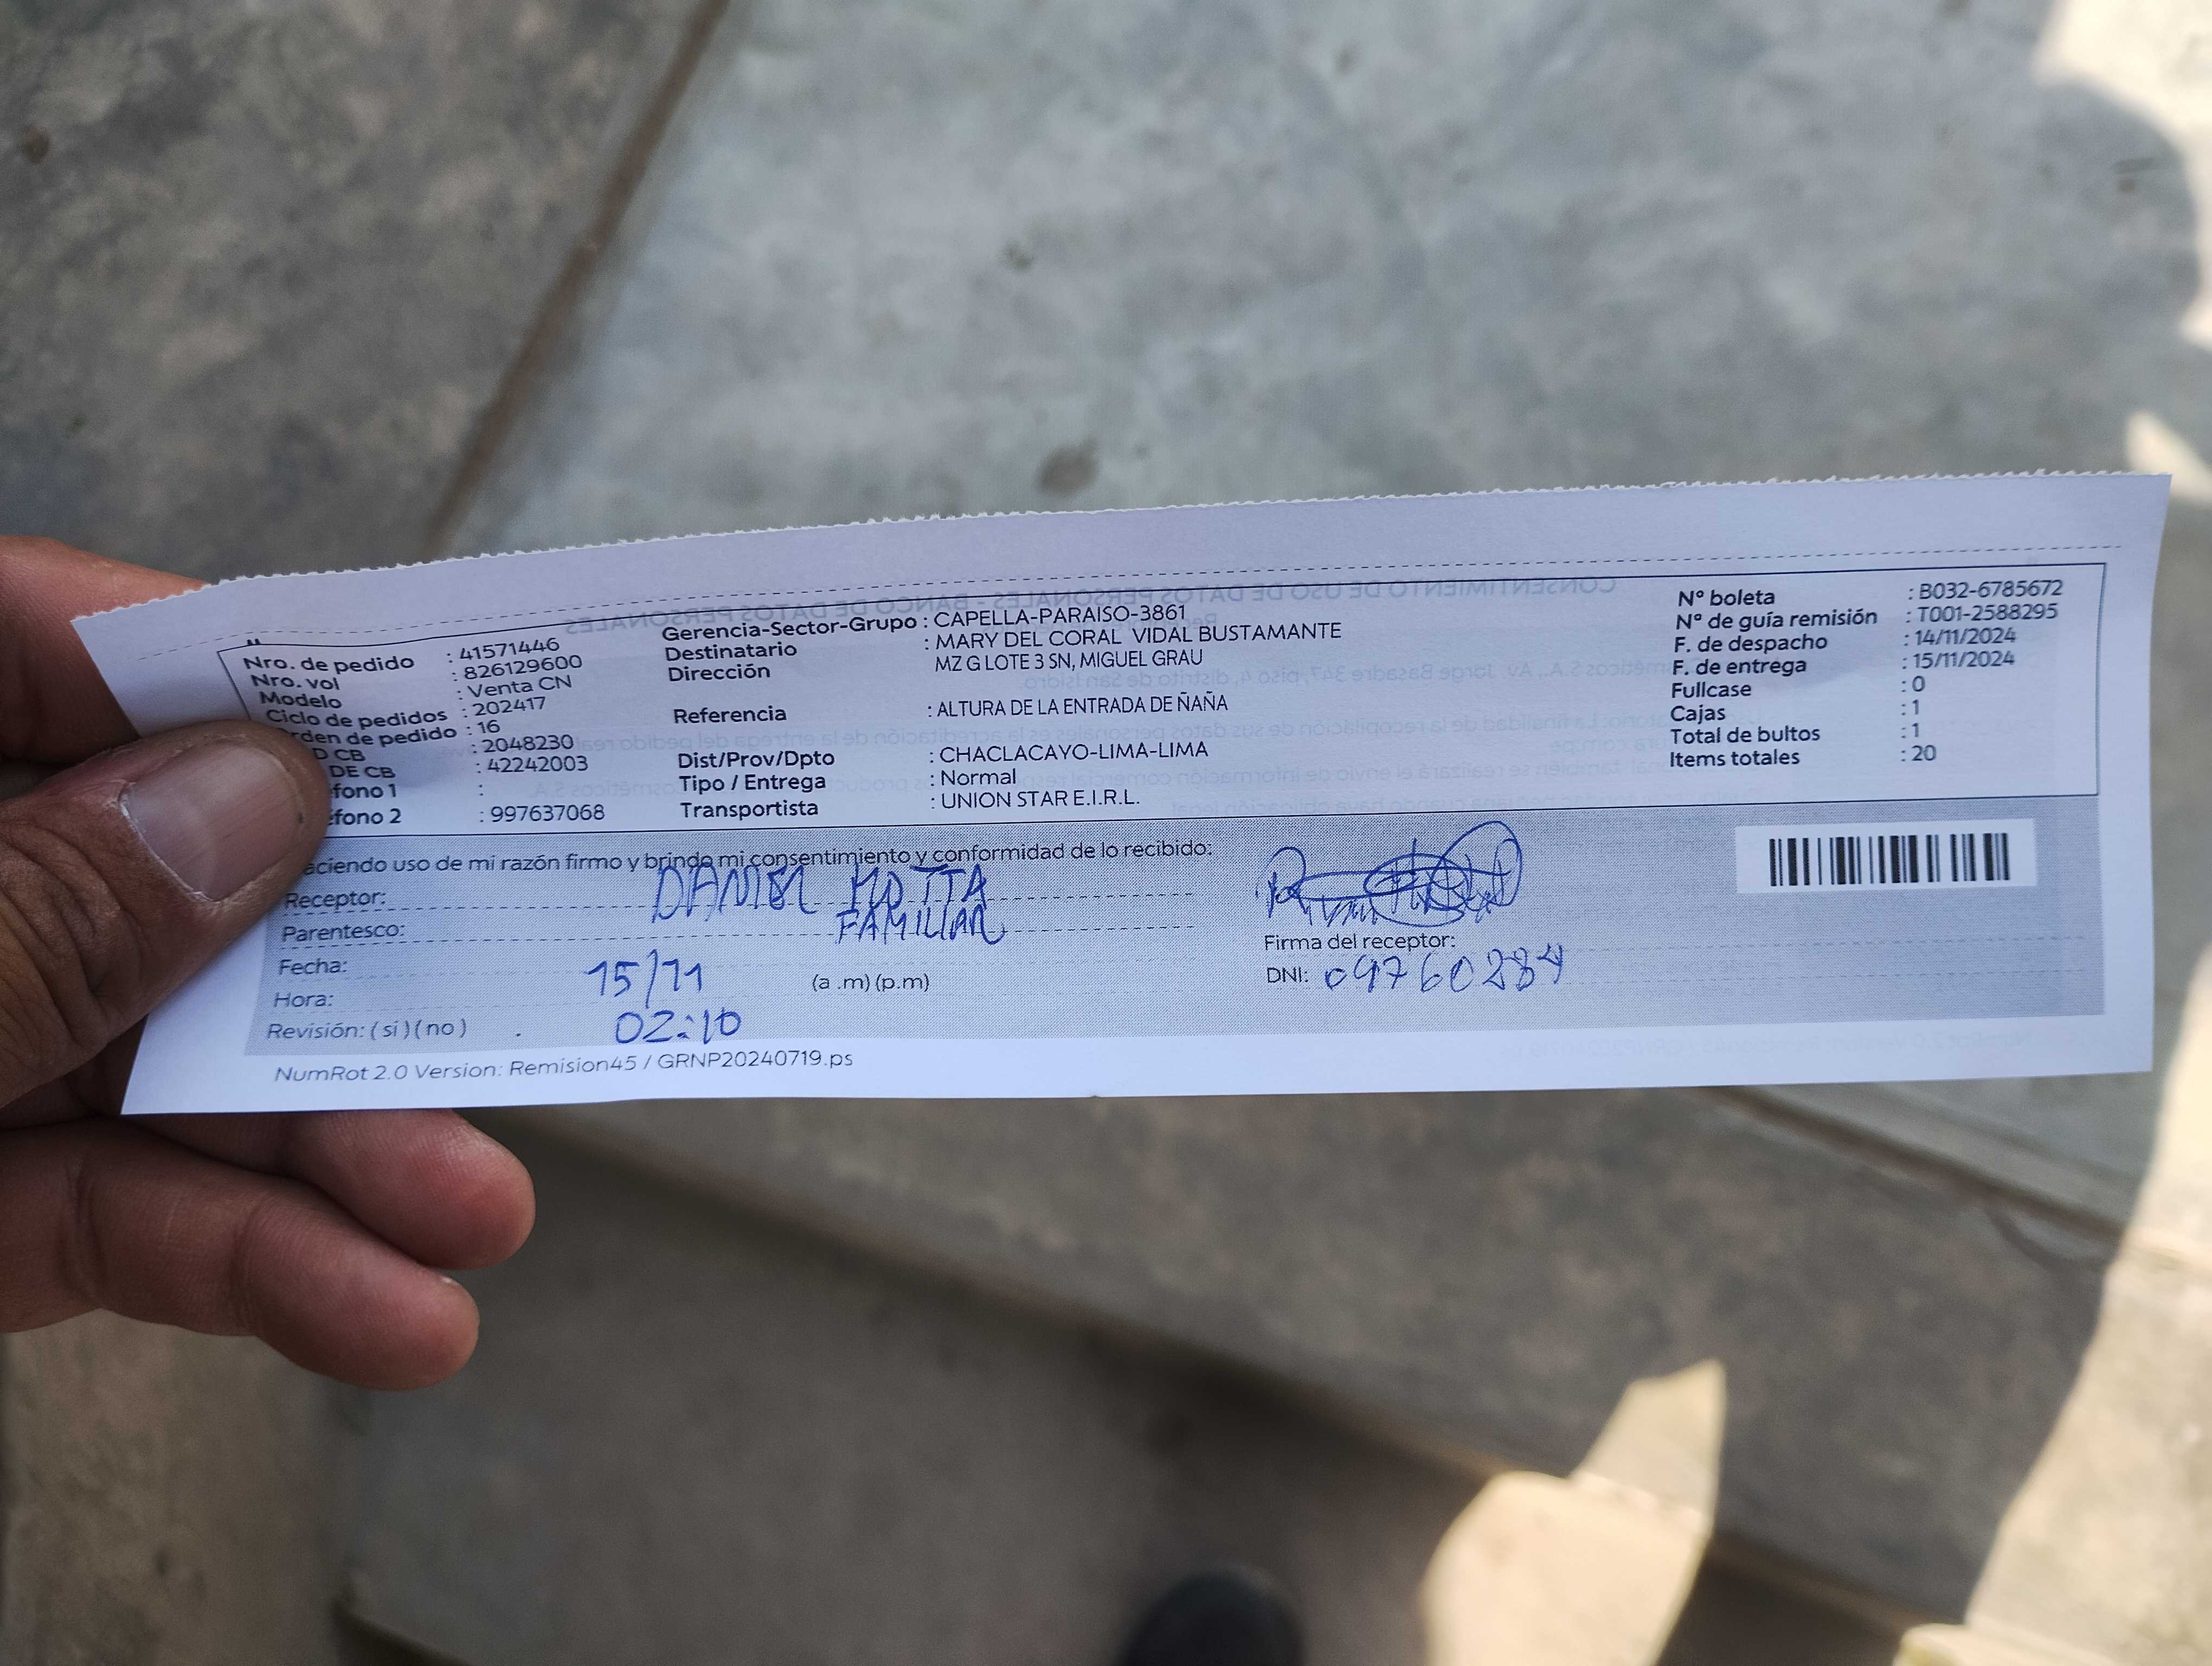 Nro. de pedido : 41571446
Nro. vol : 826129600
Modelo : Venta CN
Ciclo de pedidos : 202417
rden de pedido : 16
D CB : 2048230
DE CB : 42242003
fono 1 :
éfono 2 : 997637068
Gerencia-Sector-Grupo : CAPELLA-PARAISO-3861
Destinatario : MARY DEL CORAL VIDAL BUSTAMANTE
Dirección MZ G LOTE 3 SN, MIGUEL GRAU
Referencia : ALTURA DE LA ENTRADA DE ÑAÑA
Dist/Prov/Dpto : CHACLACAYO-LIMA-LIMA
Tipo / Entrega : Normal
Transportista : UNION STAR E.I.R.L.
N° boleta : B032-6785672
N° de guía remisión : T001-2588295
F. de despacho : 14/11/2024
F. de entrega : 15/11/2024
Fullcase : 0
Cajas : 1
Total de bultos : 1
Items totales : 20
aciendo uso de mi razón firmo y brindo mi consentimiento y conformidad de lo recibido:
Receptor: DANIEL MOTTA
Parentesco: FAMILIAR
Fecha: 15/11
Hora: 02:10 (a .m) (p.m)
Revisión: ( si ) ( no )
Firma del receptor:
DNI: 09760284
NumRot 2.0 Version: Remision45 / GRNP20240719.ps